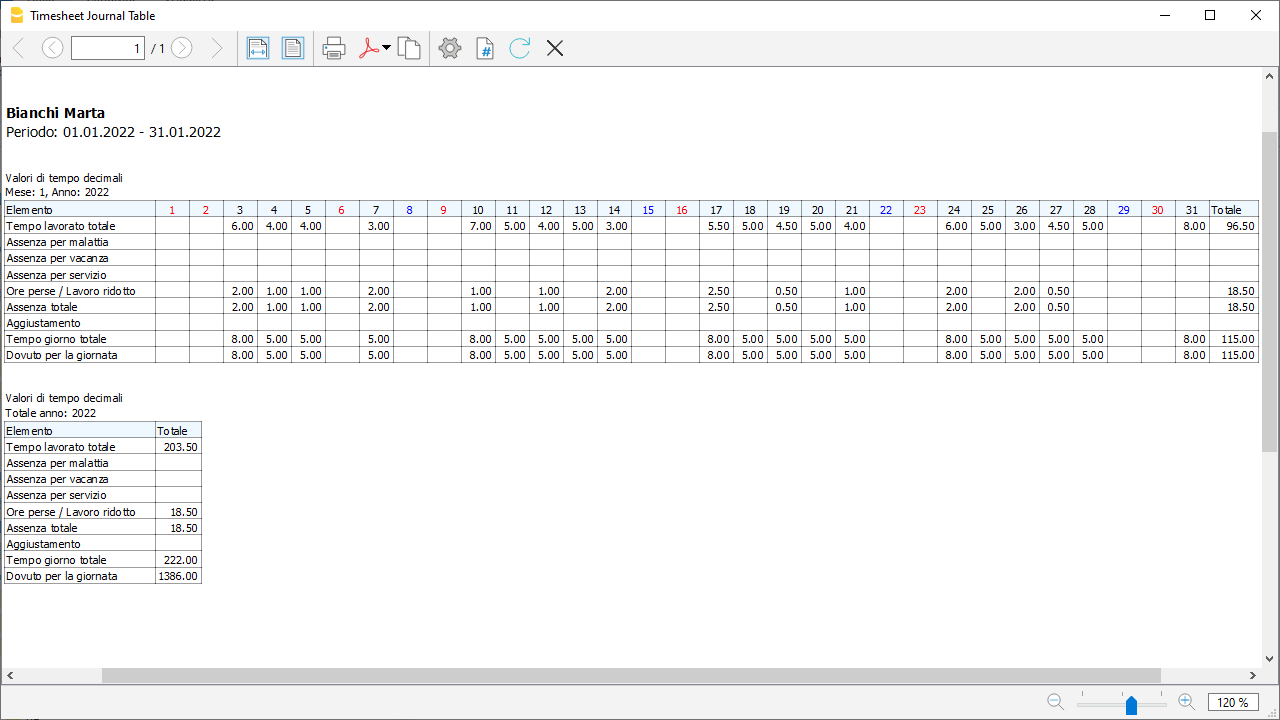 Timesheet Journal Table
1 / 1
Bianchi Marta
Periodo: 01.01.2022 - 31.01.2022
Valori di tempo decimali
Mese: 1, Anno: 2022
Elemento 1 2 3 4 5 6 7 8 9 10 11 12 13 14 15 16 17 18 19 20 21 22 23 24 25 26 27 28 29 30 31 Totale
Tempo lavorato totale 6.00 4.00 4.00 3.00 7.00 5.00 4.00 5.00 3.00 5.50 5.00 4.50 5.00 4.00 6.00 5.00 3.00 4.50 5.00 8.00 96.50
Assenza per malattia
Assenza per vacanza
Assenza per servizio
Ore perse / Lavoro ridotto 2.00 1.00 1.00 2.00 1.00 1.00 2.00 2.50 0.50 1.00 2.00 2.00 0.50 18.50
Assenza totale 2.00 1.00 1.00 2.00 1.00 1.00 2.00 2.50 0.50 1.00 2.00 2.00 0.50 18.50
Aggiustamento
Tempo giorno totale 8.00 5.00 5.00 5.00 8.00 5.00 5.00 5.00 5.00 8.00 5.00 5.00 5.00 5.00 8.00 5.00 5.00 5.00 5.00 8.00 115.00
Dovuto per la giornata 8.00 5.00 5.00 5.00 8.00 5.00 5.00 5.00 5.00 8.00 5.00 5.00 5.00 5.00 8.00 5.00 5.00 5.00 5.00 8.00 115.00
Valori di tempo decimali
Totale anno: 2022
Elemento Totale
Tempo lavorato totale 203.50
Assenza per malattia
Assenza per vacanza
Assenza per servizio
Ore perse / Lavoro ridotto 18.50
Assenza totale 18.50
Aggiustamento
Tempo giorno totale 222.00
Dovuto per la giornata 1386.00
120 %